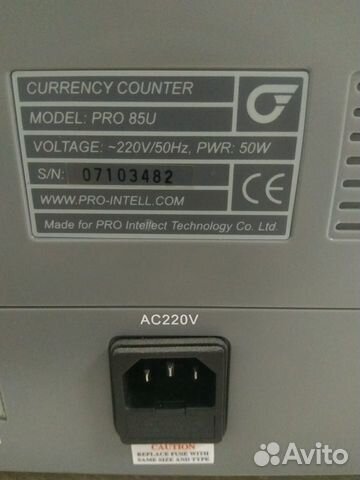 CURRENCY COUNTER
MODEL: PRO 85U
VOLTAGE: ~220V/50Hz, PWR: 50W
S/N: 07103482
WWW.PRO-INTELL.COM
CE
Made for PRO Intellect Technology Co. Ltd.
AC220V
CAUTION
REPLACE FUSE WITH
SAME SIZE AND TYPE
Avito